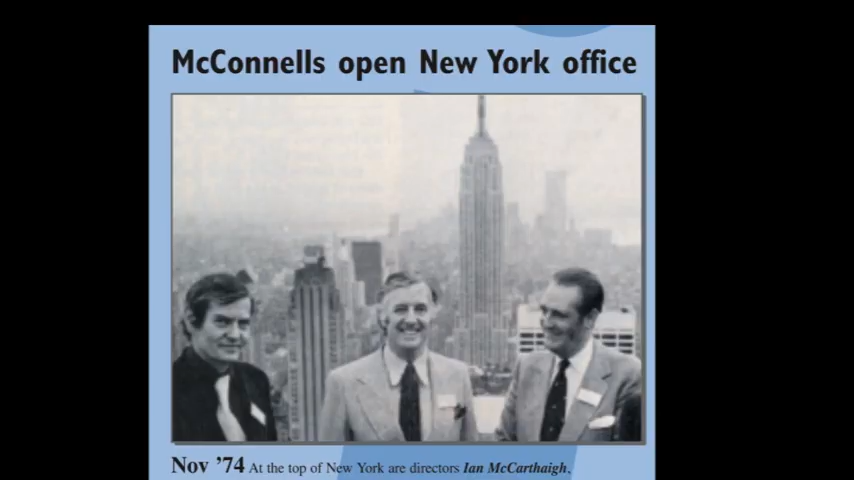 McConnells open New York office
Nov ’74 At the top of New York are directors Ian McCarthaigh,